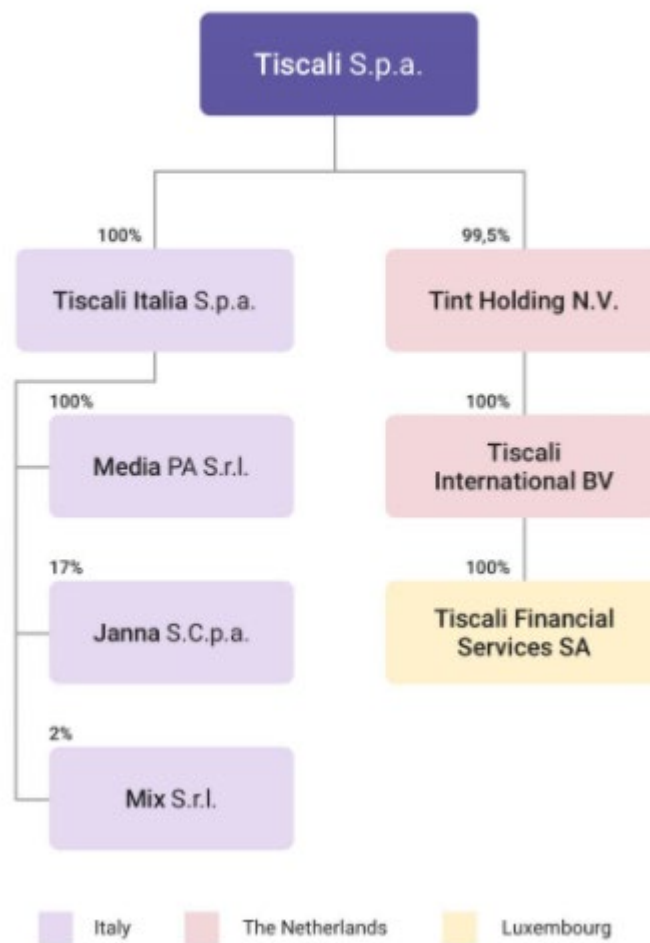 Tiscali S.p.a.
100%
99,5%
Tiscali Italia S.p.a.
Tint Holding N.V.
100%
100%
Media PA S.r.l.
Tiscali
International BV
17%
100%
Janna S.C.p.a.
Tiscali Financial
Services SA
2%
Mix S.r.l.
Italy
The Netherlands
Luxembourg